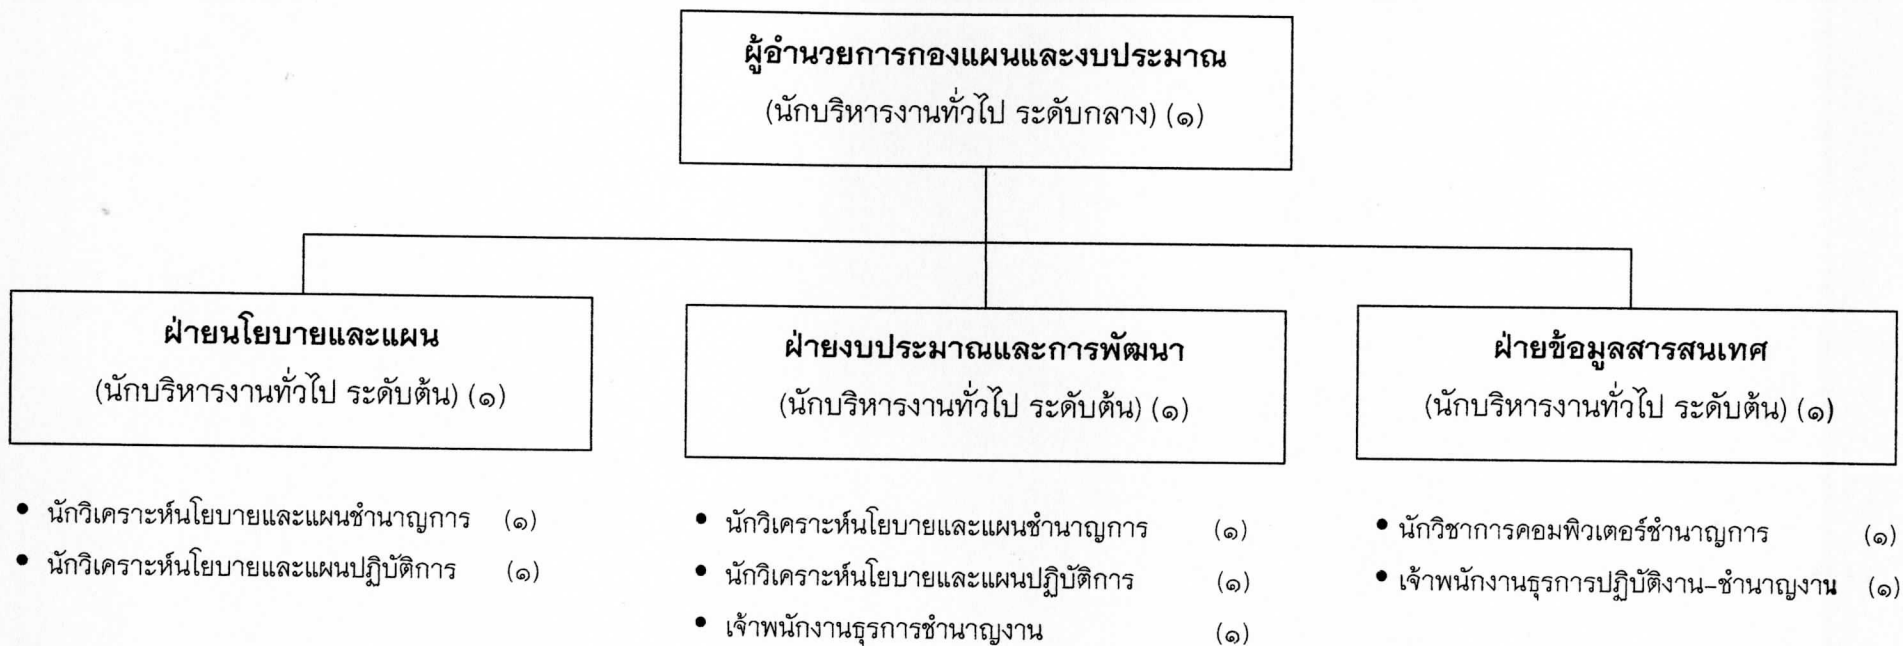 ผู้อำนวยการกองแผนและงบประมาณ
(นักบริหารงานทั่วไป ระดับกลาง) (๑)
ฝ่ายนโยบายและแผน
(นักบริหารงานทั่วไป ระดับต้น) (๑)
• นักวิเคราะห์นโยบายและแผนชำนาญการ (๑)
• นักวิเคราะห์นโยบายและแผนปฏิบัติการ (๑)
ฝ่ายงบประมาณและการพัฒนา
(นักบริหารงานทั่วไป ระดับต้น) (๑)
• นักวิเคราะห์นโยบายและแผนชำนาญการ (๑)
• นักวิเคราะห์นโยบายและแผนปฏิบัติการ (๑)
• เจ้าพนักงานธุรการชำนาญงาน (๑)
ฝ่ายข้อมูลสารสนเทศ
(นักบริหารงานทั่วไป ระดับต้น) (๑)
• นักวิชาการคอมพิวเตอร์ชำนาญการ (๑)
• เจ้าพนักงานธุรการปฏิบัติงาน-ชำนาญงาน (๑)